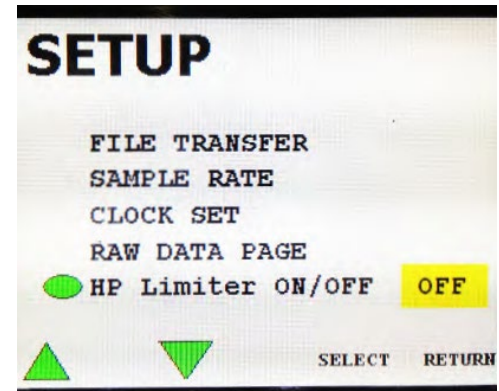 SETUP
FILE TRANSFER
SAMPLE RATE
CLOCK SET
RAW DATA PAGE
HP Limiter ON/OFF OFF
SELECT RETURN